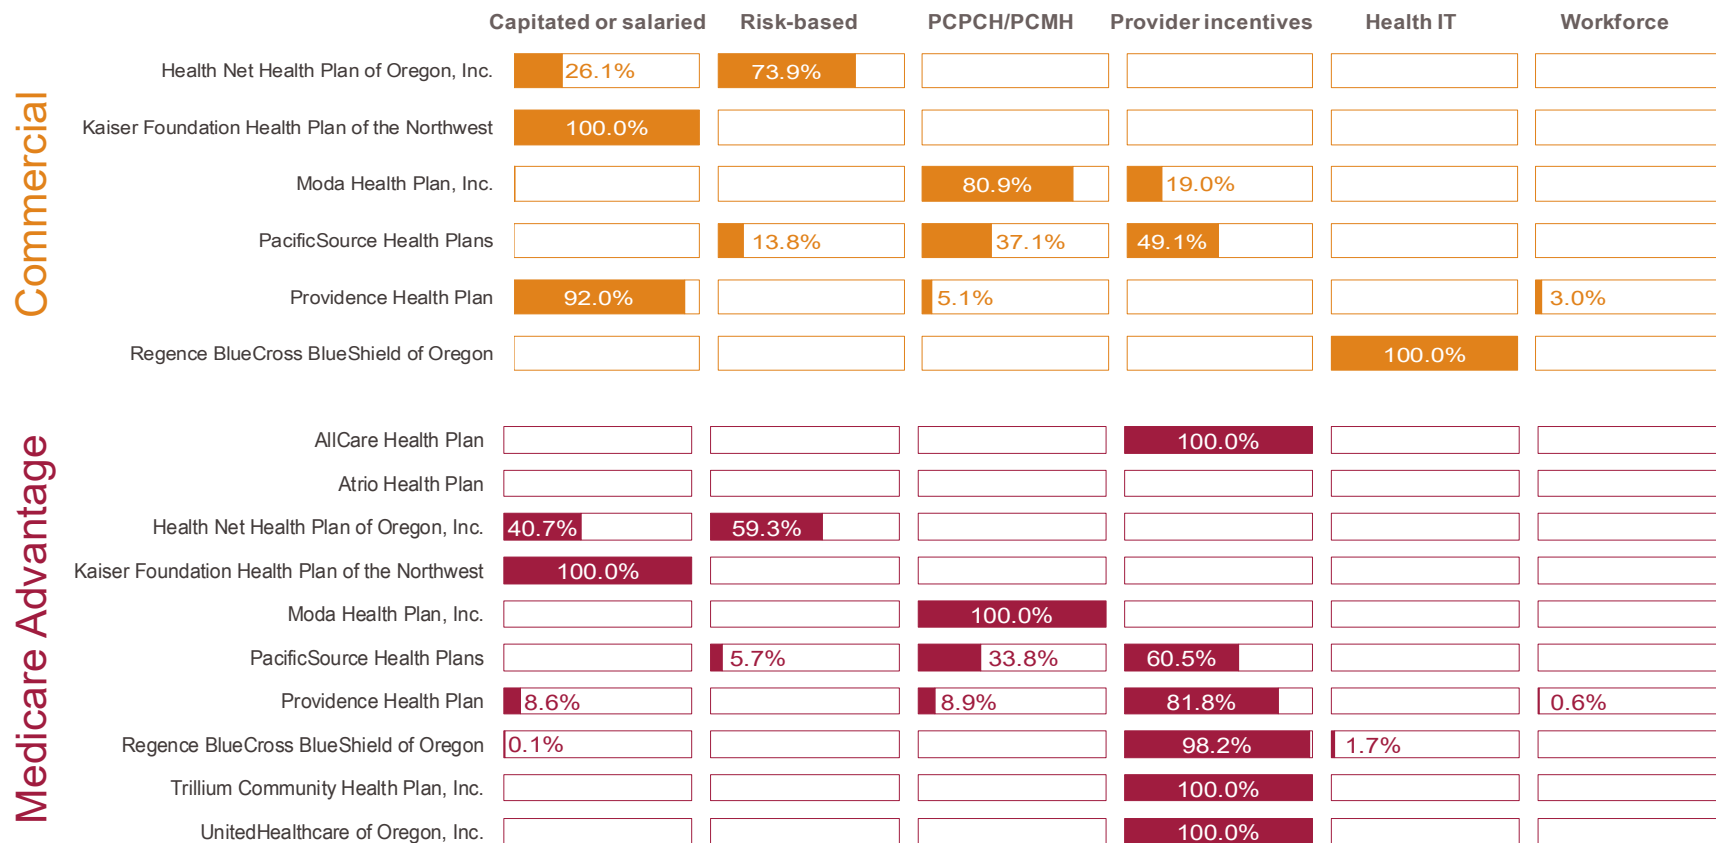 Capitated or salaried Risk-based PCPCH/PCMH Provider incentives Health IT Workforce
Commercial
Health Net Health Plan of Oregon, Inc. 26.1% 73.9%
Kaiser Foundation Health Plan of the Northwest 100.0%
Moda Health Plan, Inc. 80.9% 19.0%
PacificSource Health Plans 13.8% 37.1% 49.1%
Providence Health Plan 92.0% 5.1% 3.0%
Regence BlueCross BlueShield of Oregon 100.0%
Medicare Advantage
AllCare Health Plan 100.0%
Atrio Health Plan
Health Net Health Plan of Oregon, Inc. 40.7% 59.3%
Kaiser Foundation Health Plan of the Northwest 100.0%
Moda Health Plan, Inc. 100.0%
PacificSource Health Plans 5.7% 33.8% 60.5%
Providence Health Plan 8.6% 8.9% 81.8% 0.6%
Regence BlueCross BlueShield of Oregon 0.1% 98.2% 1.7%
Trillium Community Health Plan, Inc. 100.0%
UnitedHealthcare of Oregon, Inc. 100.0%